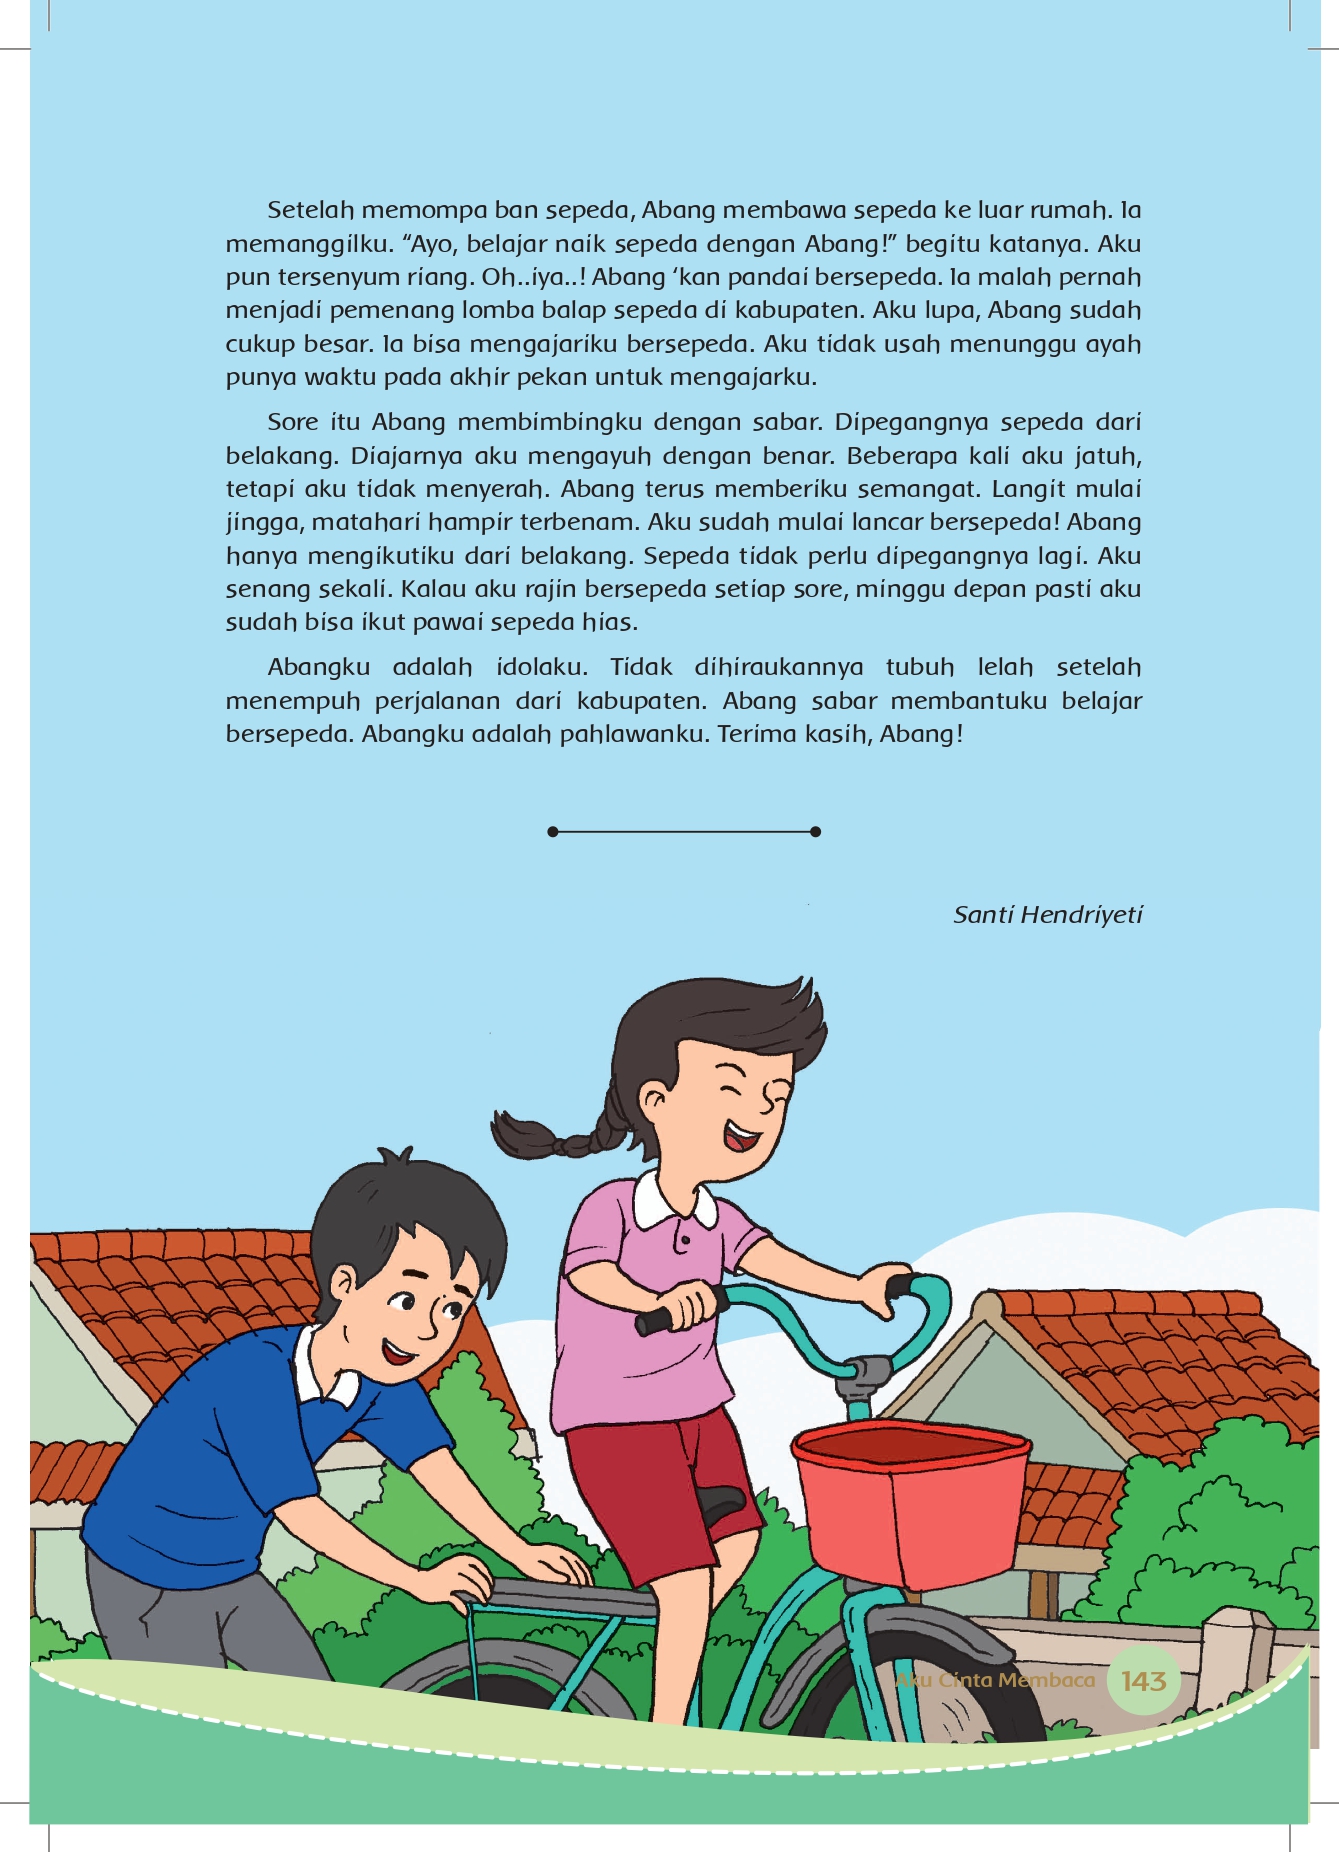 Setelah memompa ban sepeda, Abang membawa sepeda ke luar rumah. Ia
memanggilku. “Ayo, belajar naik sepeda dengan Abang!” begitu katanya. Aku
pun tersenyum riang. Oh..iya..! Abang ‘kan pandai bersepeda. Ia malah pernah
menjadi pemenang lomba balap sepeda di kabupaten. Aku lupa, Abang sudah
cukup besar. Ia bisa mengajariku bersepeda. Aku tidak usah menunggu ayah
punya waktu pada akhir pekan untuk mengajarku.
Sore itu Abang membimbingku dengan sabar. Dipegangnya sepeda dari
belakang. Diajarnya aku mengayuh dengan benar. Beberapa kali aku jatuh,
tetapi aku tidak menyerah. Abang terus memberiku semangat. Langit mulai
jingga, matahari hampir terbenam. Aku sudah mulai lancar bersepeda! Abang
hanya mengikutiku dari belakang. Sepeda tidak perlu dipegangnya lagi. Aku
senang sekali. Kalau aku rajin bersepeda setiap sore, minggu depan pasti aku
sudah bisa ikut pawai sepeda hias.
Abangku adalah idolaku. Tidak dihiraukannya tubuh lelah setelah
menempuh perjalanan dari kabupaten. Abang sabar membantuku belajar
bersepeda. Abangku adalah pahlawanku. Terima kasih, Abang!
Santi Hendriyeti
Aku Cinta Membaca 143